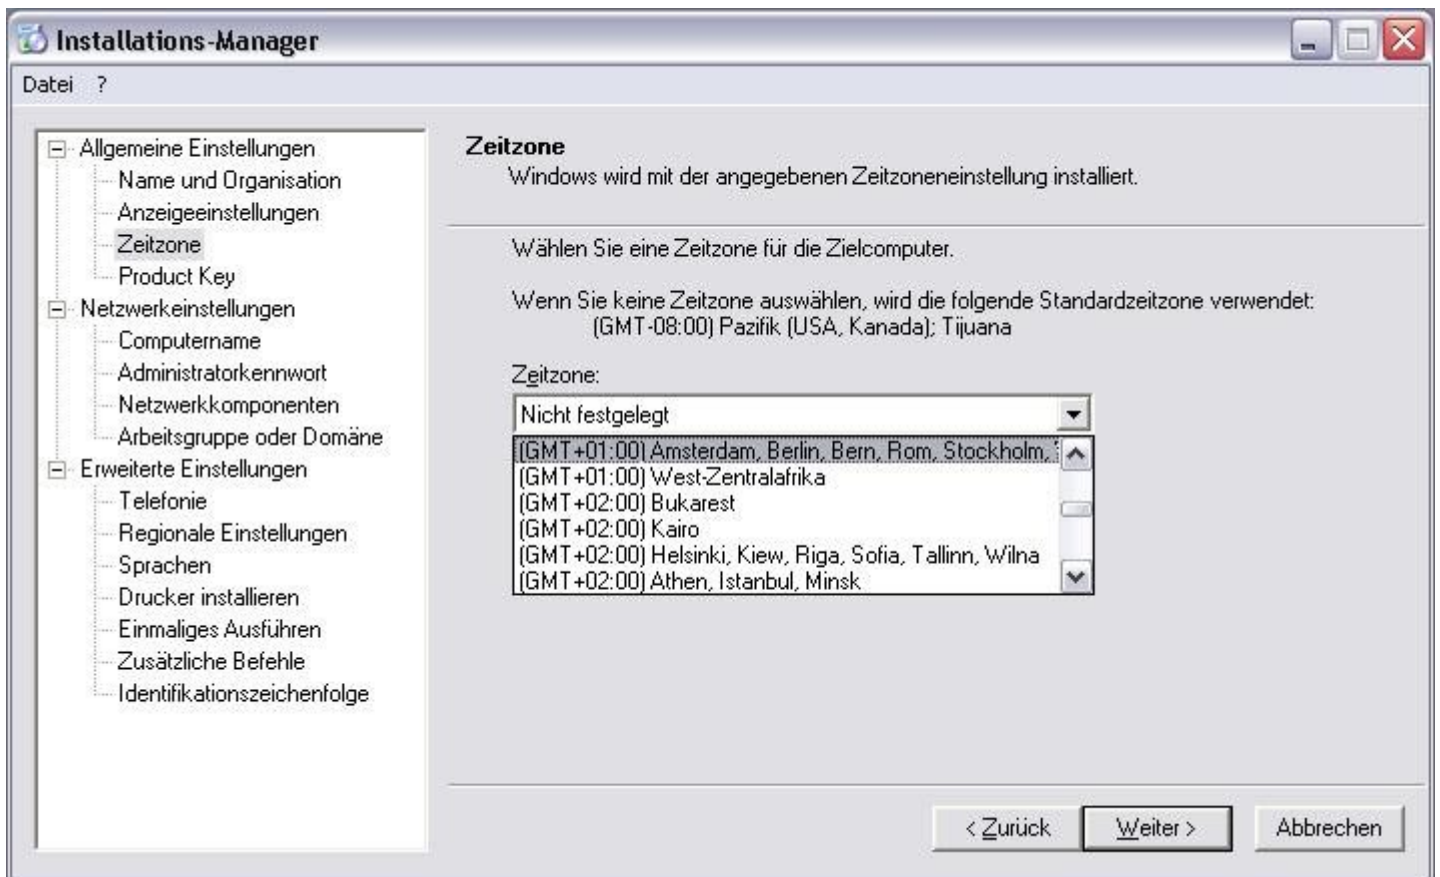 Installations-Manager
Datei ?
Allgemeine Einstellungen
Name und Organisation
Anzeigeeinstellungen
Zeitzone
Product Key
Netzwerkeinstellungen
Computername
Administratorkennwort
Netzwerkkomponenten
Arbeitsgruppe oder Domäne
Erweiterte Einstellungen
Telefonie
Regionale Einstellungen
Sprachen
Drucker installieren
Einmaliges Ausführen
Zusätzliche Befehle
Identifikationszeichenfolge
Zeitzone
Windows wird mit der angegebenen Zeitzoneneinstellung installiert.
Wählen Sie eine Zeitzone für die Zielcomputer.
Wenn Sie keine Zeitzone auswählen, wird die folgende Standardzeitzone verwendet:
(GMT-08:00) Pazifik (USA, Kanada); Tijuana
Zeitzone:
Nicht festgelegt
(GMT+01:00) Amsterdam, Berlin, Bern, Rom, Stockholm,
(GMT+01:00) West-Zentralafrika
(GMT+02:00) Bukarest
(GMT+02:00) Kairo
(GMT+02:00) Helsinki, Kiew, Riga, Sofia, Tallinn, Wilna
(GMT+02:00) Athen, Istanbul, Minsk
< Zurück
Weiter >
Abbrechen